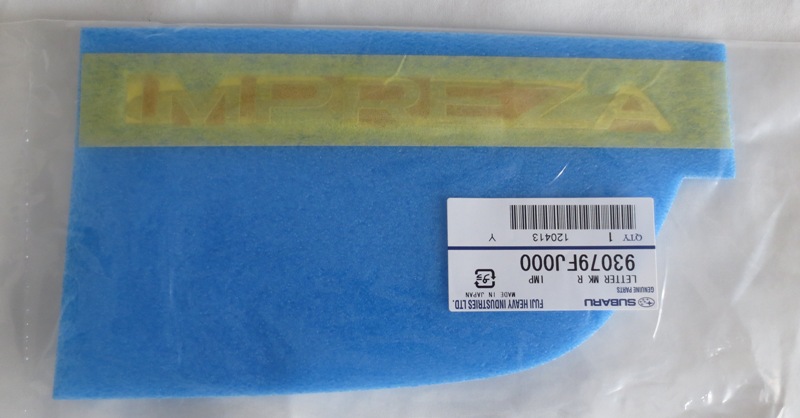 IMPREZA
SUBARU FUJI HEAVY INDUSTRIES LTD.
GENUINE PARTS MADE IN JAPAN
LETTER MK R IMP
93079FJ000
QTY 1 120413 Y